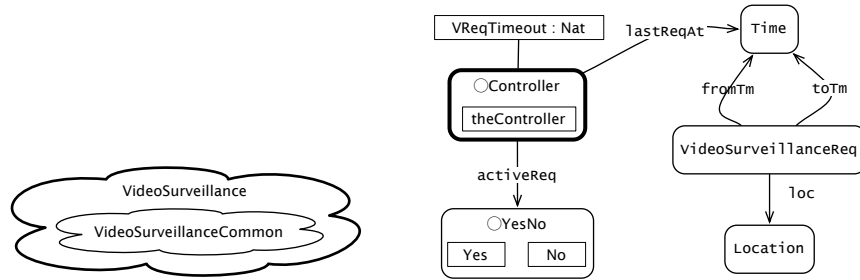 VideoSurveillance
VideoSurveillanceCommon
VReqTimeout : Nat
lastReqAt
Time
Controller
theController
fromTm
toTm
VideoSurveillanceReq
activeReq
loc
YesNo
Yes No
Location